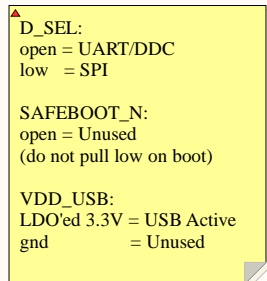 D_SEL:
open = UART/DDC
low = SPI

SAFEBOOT_N:
open = Unused
(do not pull low on boot)

VDD_USB:
LDO'ed 3.3V = USB Active
gnd = Unused